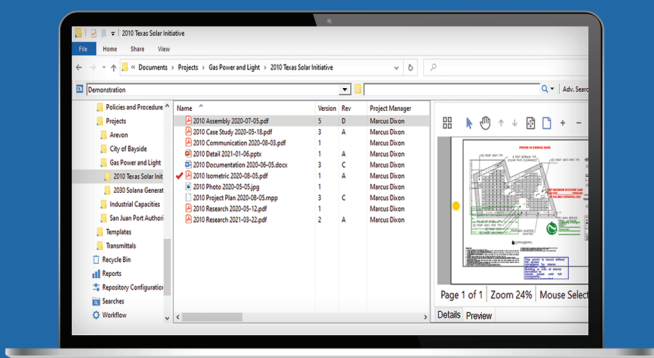 2010 Texas Solar Initiative
File Home Share View
« Documents › Projects › Gas Power and Light › 2010 Texas Solar Initiative
Demonstration
Adv. Searc
Policies and Procedure
Projects
Arevon
City of Bayside
Gas Power and Light
2010 Texas Solar Init
2030 Solana Generat
Industrial Capacities
San Juan Port Authori
Templates
Transmittals
Recycle Bin
Reports
Repository Configuration
Searches
Workflow
Name Version Rev Project Manager
2010 Assembly 2020-07-05.pdf 5 D Marcus Dixon
2010 Case Study 2020-05-18.pdf 3 A Marcus Dixon
2010 Communication 2020-08-03.pdf 1 Marcus Dixon
2010 Detail 2021-01-06.pptx 1 A Marcus Dixon
2010 Documentation 2020-06-05.docx 3 C Marcus Dixon
2010 Isometric 2020-08-05.pdf 1 A Marcus Dixon
2010 Photo 2020-05-05.jpg 1 Marcus Dixon
2010 Project Plan 2020-08-05.mpp 3 C Marcus Dixon
2010 Research 2020-05-12.pdf 1 Marcus Dixon
2010 Research 2021-03-22.pdf 2 A Marcus Dixon
Page 1 of 1 Zoom 24% Mouse Select
Details Preview